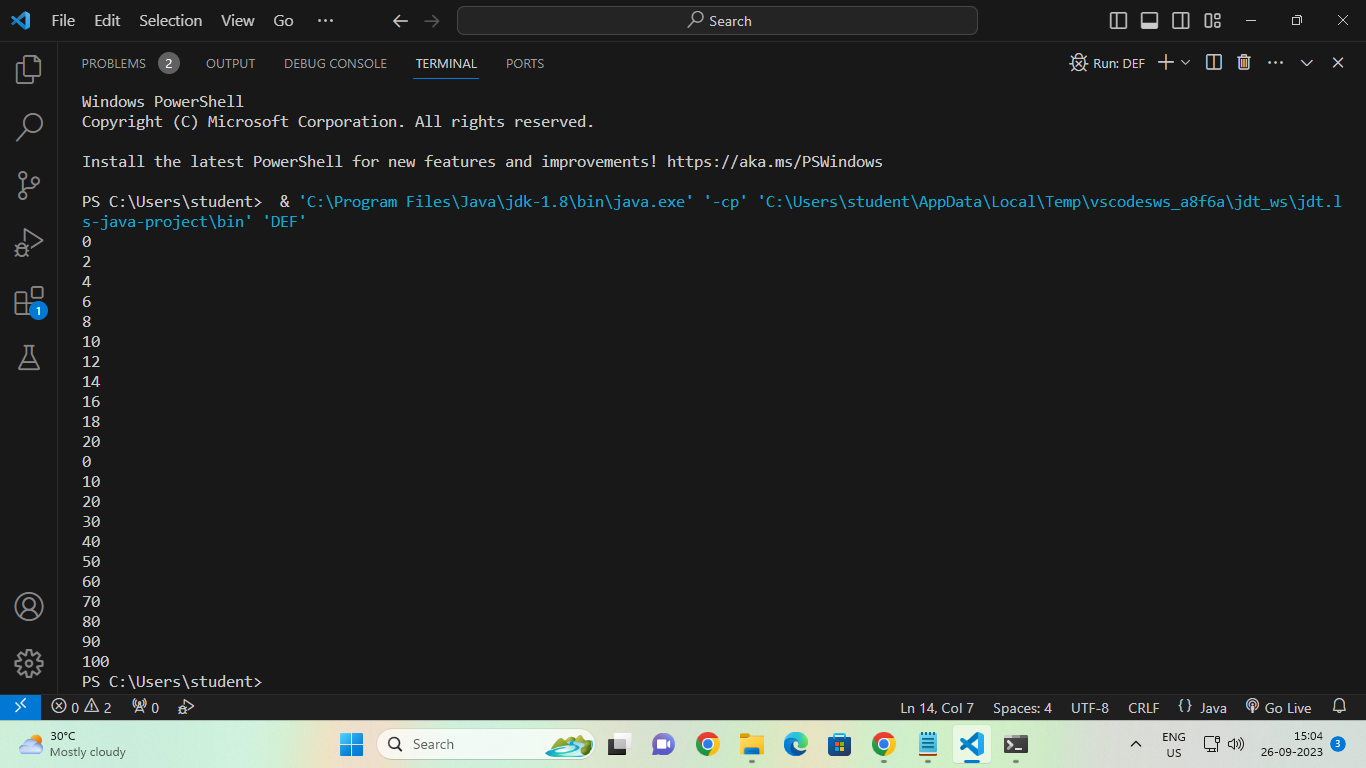 File Edit Selection View Go ··· Search
PROBLEMS 2 OUTPUT DEBUG CONSOLE TERMINAL PORTS Run: DEF
Windows PowerShell
Copyright (C) Microsoft Corporation. All rights reserved.
Install the latest PowerShell for new features and improvements! https://aka.ms/PSWindows
PS C:\Users\student>  & 'C:\Program Files\Java\jdk-1.8\bin\java.exe' '-cp' 'C:\Users\student\AppData\Local\Temp\vscodesws_a8f6a\jdt_ws\jdt.l
s-java-project\bin' 'DEF'
0
2
4
6
8
10
12
14
16
18
20
0
10
20
30
40
50
60
70
80
90
100
PS C:\Users\student>
1
0 2 0 Ln 14, Col 7 Spaces: 4 UTF-8 CRLF {} Java Go Live
30°C
Mostly cloudy
Search
ENG
US
15:04
26-09-2023
3